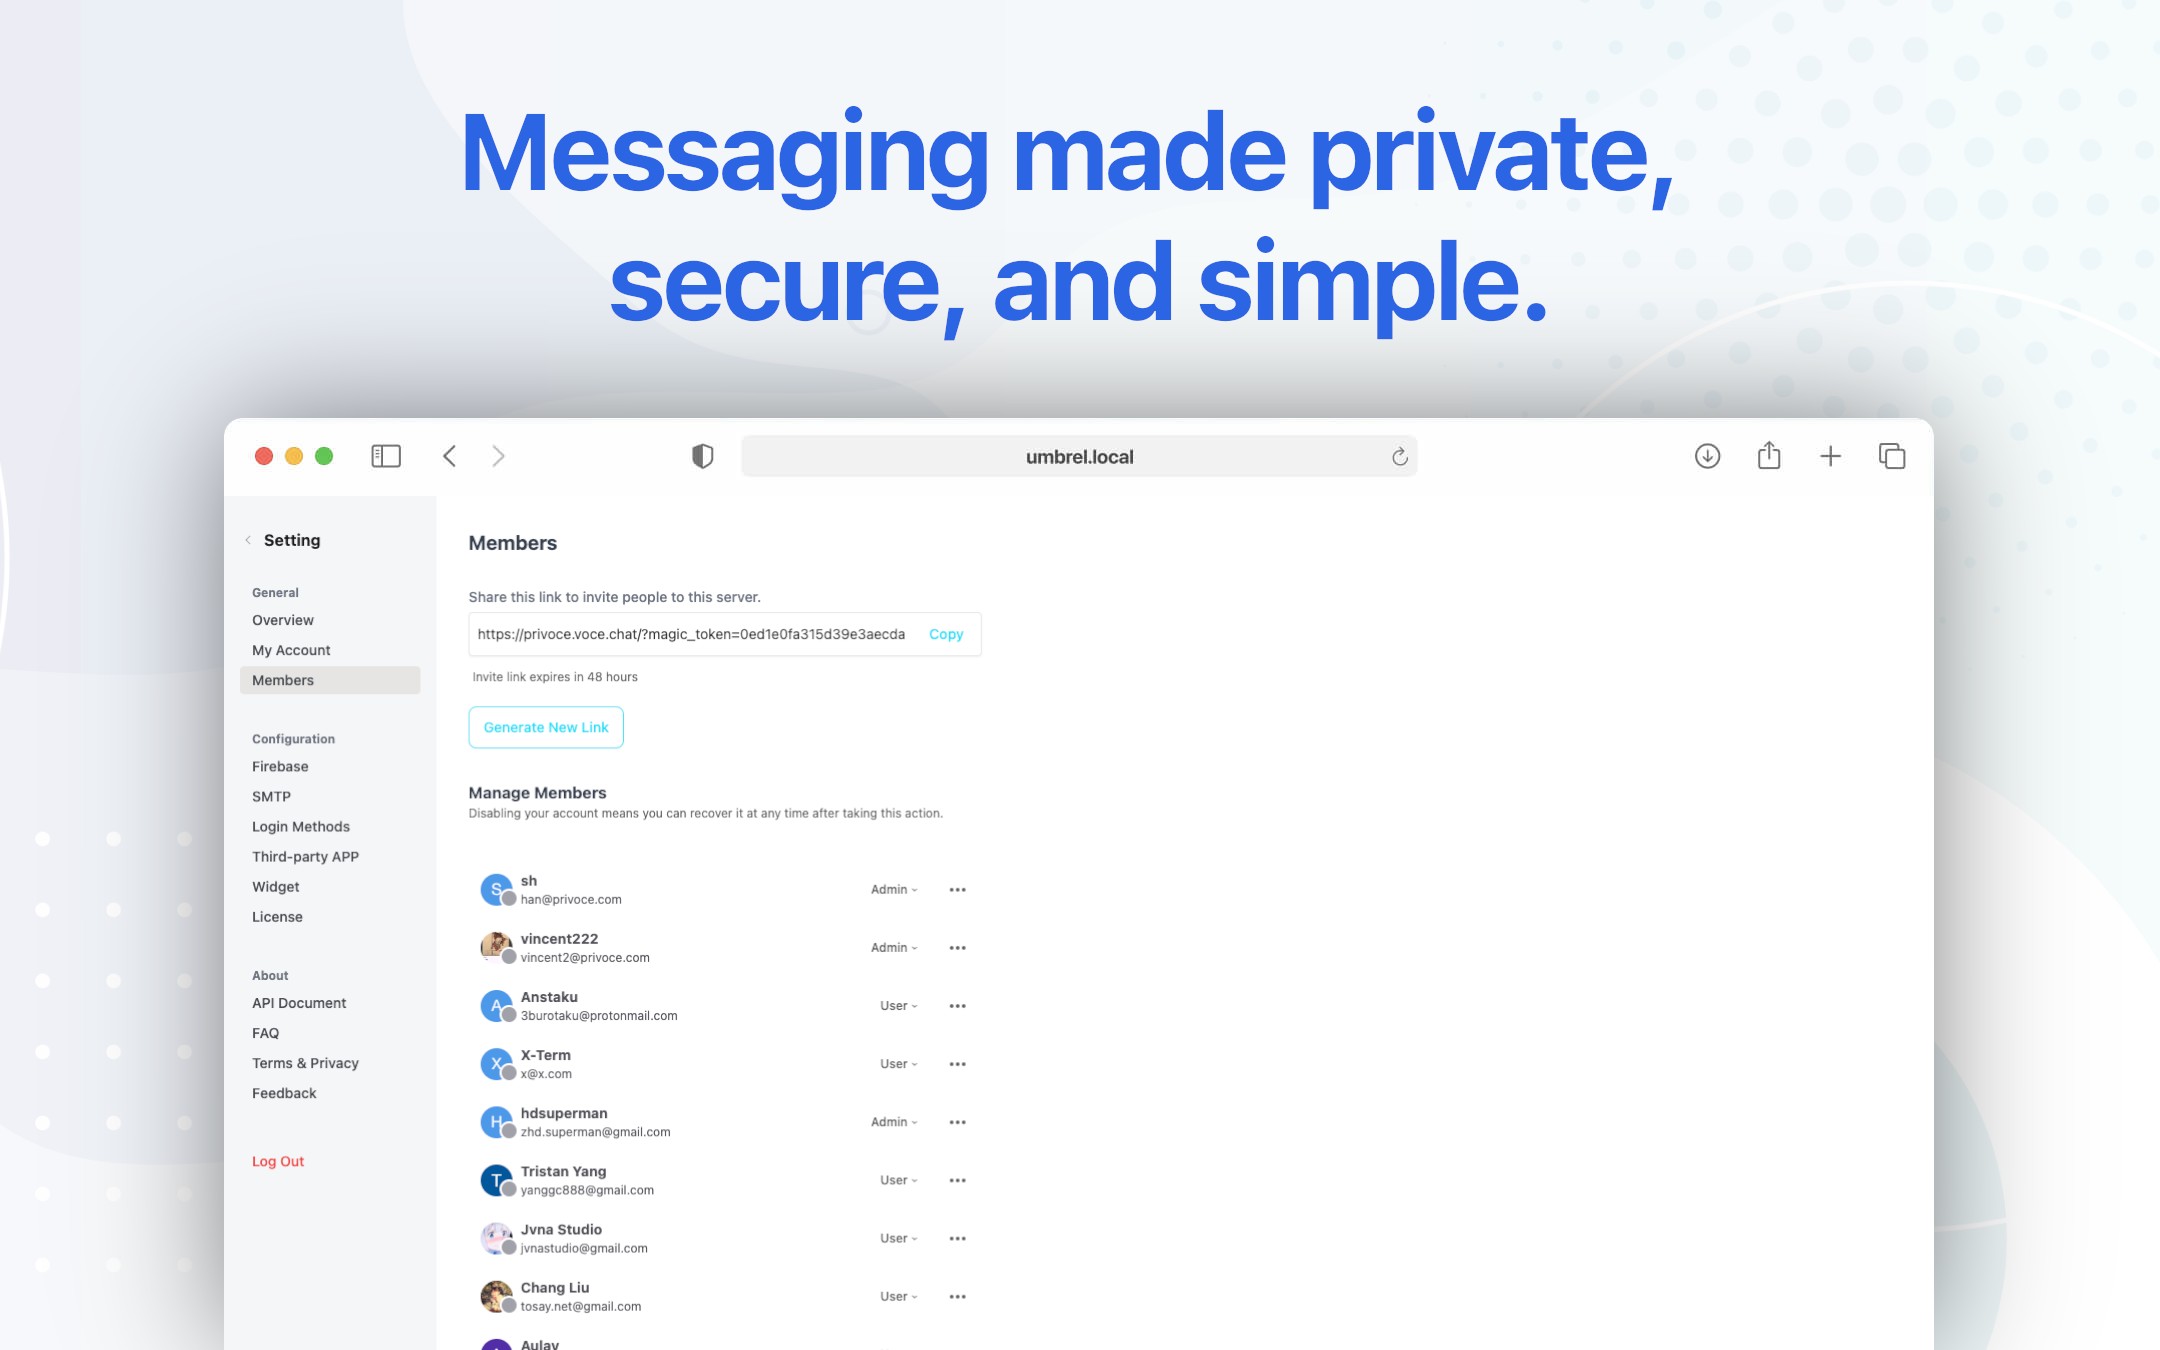 Messaging made private,
secure, and simple.
umbrel.local
Setting
General
Overview
My Account
Members
Configuration
Firebase
SMTP
Login Methods
Third-party APP
Widget
License
About
API Document
FAQ
Terms & Privacy
Feedback
Log Out
Members
Share this link to invite people to this server.
https://privoce.voce.chat/?magic_token=0ed1e0fa315d39e3aecda Copy
Invite link expires in 48 hours
Generate New Link
Manage Members
Disabling your account means you can recover it at any time after taking this action.
S sh Admin
han@privoce.com
vincent222 Admin
vincent2@privoce.com
A Anstaku User
3burotaku@protonmail.com
X X-Term User
x@x.com
H hdsuperman Admin
zhd.superman@gmail.com
T Tristan Yang User
yanggc888@gmail.com
Jvna Studio User
jvnastudio@gmail.com
Chang Liu User
tosay.net@gmail.com
Aulay